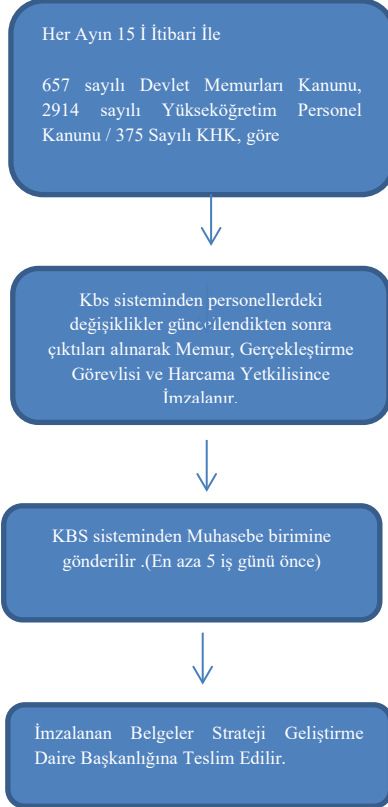 Her Ayın 15 İ İtibari İle
657 sayılı Devlet Memurları Kanunu,
2914 sayılı Yükseköğretim Personel
Kanunu / 375 Sayılı KHK, göre
Kbs sisteminden personellerdeki
değişiklikler güncellendikten sonra
çıktıları alınarak Memur, Gerçekleştirme
Görevlisi ve Harcama Yetkilisince
İmzalanır.
KBS sisteminden Muhasebe birimine
gönderilir .(En aza 5 iş günü önce)
İmzalanan Belgeler Strateji Geliştirme
Daire Başkanlığına Teslim Edilir.